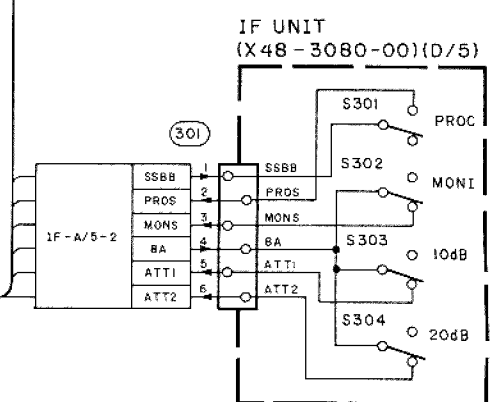 IF UNIT
(X48-3080-00)(D/5)
S301
PROC
301
S302
MONI
S303
10dB
S304
20dB
1F-A/5-2
SSBB 1 SSBB
PROS 2 PROS
MONS 3 MONS
8A 4 8A
ATT1 5 ATT1
ATT2 6 ATT2